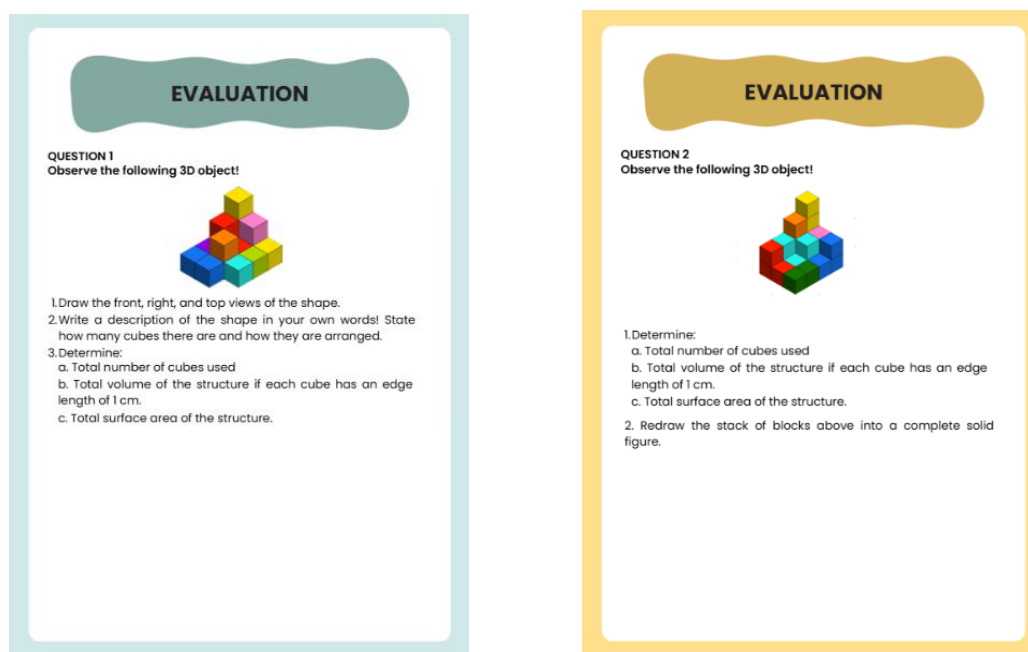 EVALUATION
QUESTION 1
Observe the following 3D object!
1.Draw the front, right, and top views of the shape.
2.Write a description of the shape in your own words! State
how many cubes there are and how they are arranged.
3.Determine:
a. Total number of cubes used
b. Total volume of the structure if each cube has an edge
length of 1 cm.
c. Total surface area of the structure.
EVALUATION
QUESTION 2
Observe the following 3D object!
1.Determine:
a. Total number of cubes used
b. Total volume of the structure if each cube has an edge
length of 1 cm.
c. Total surface area of the structure.
2. Redraw the stack of blocks above into a complete solid
figure.